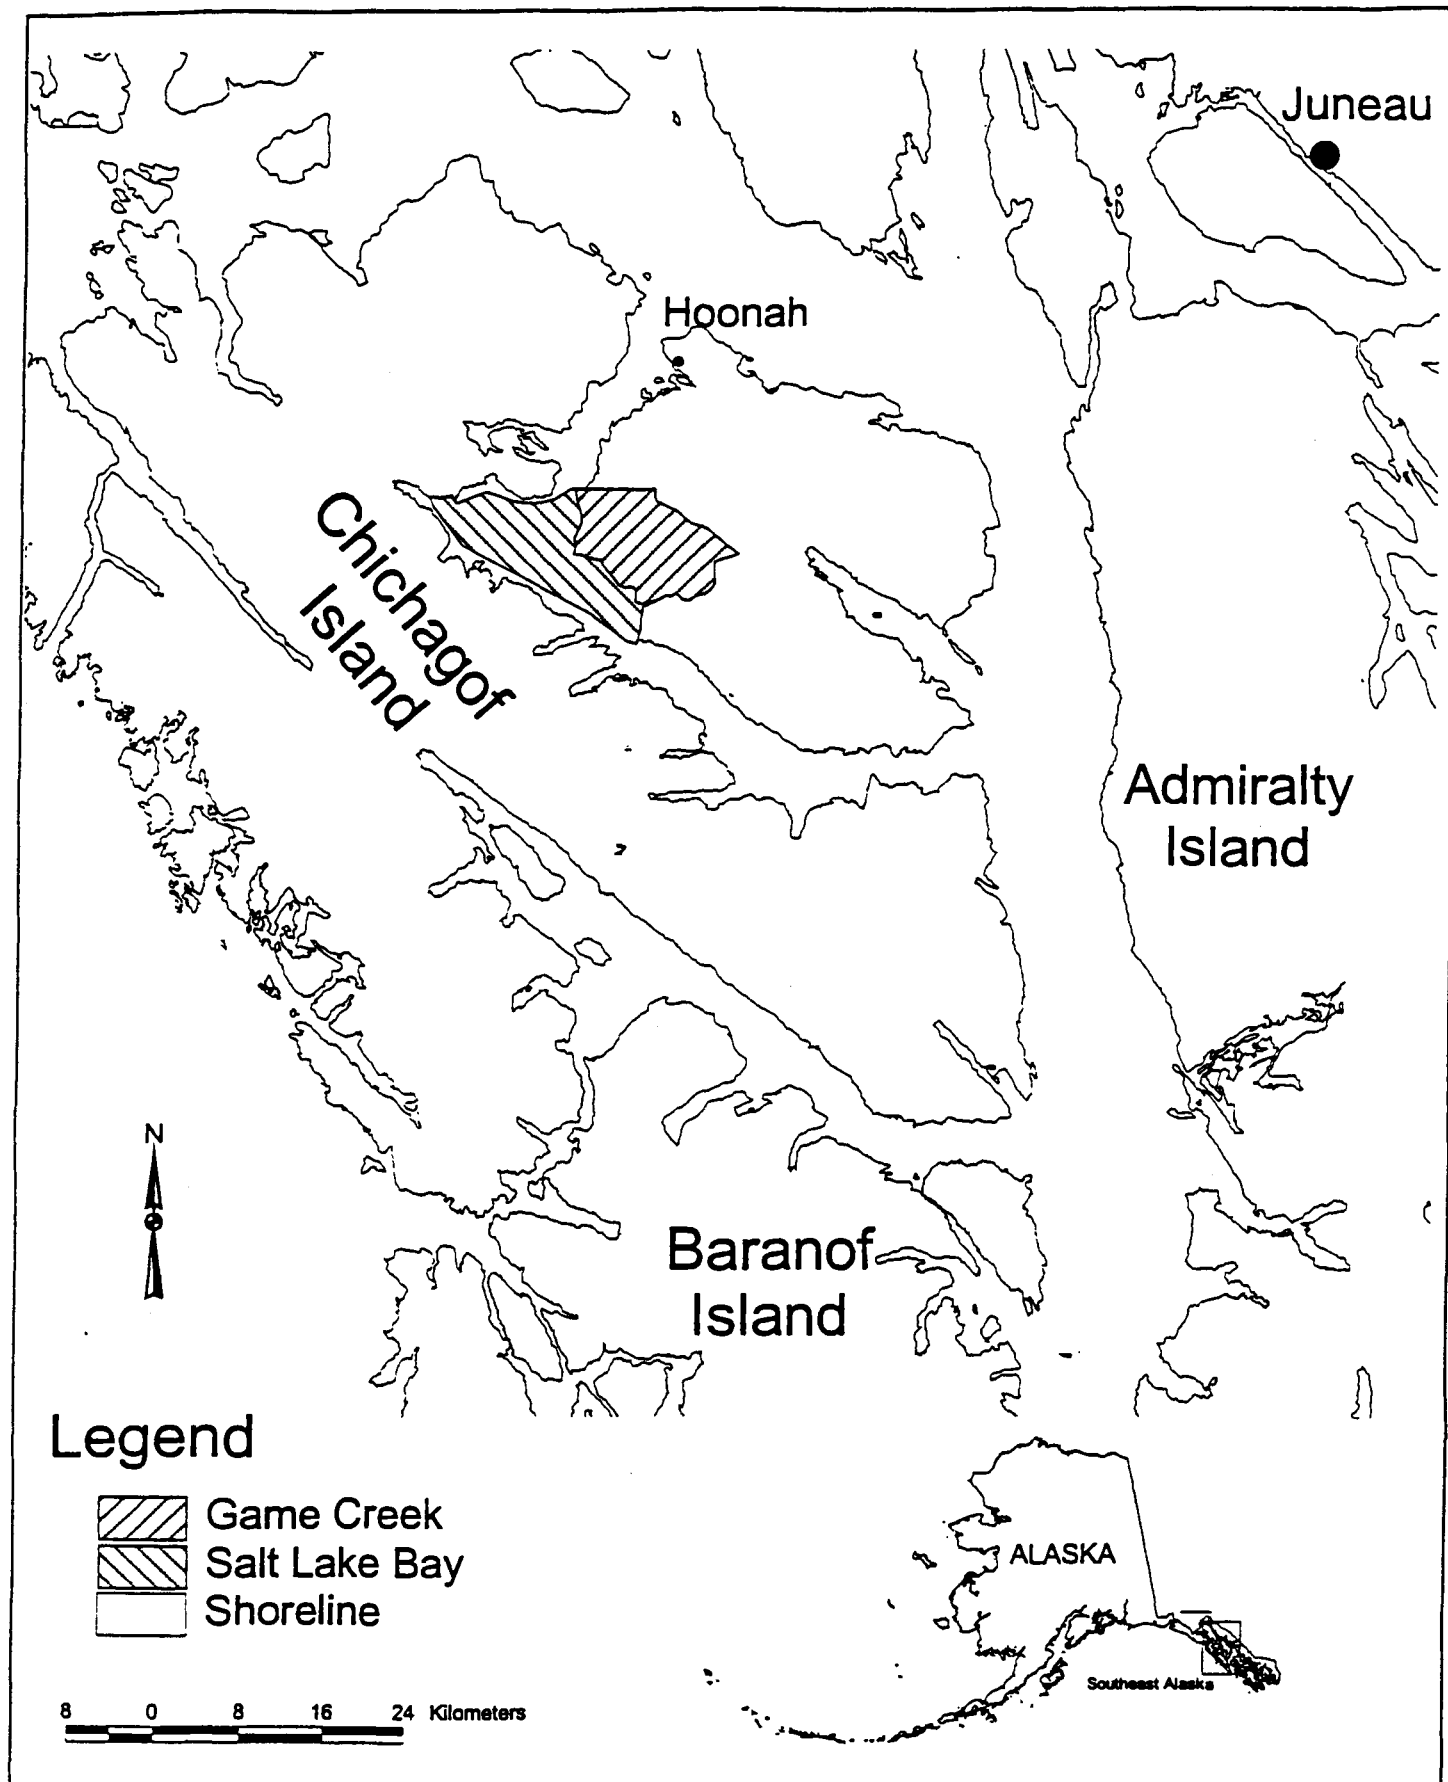 Juneau
Hoonah
Chichagof
Island
Admiralty
Island
N
Baranof
Island
Legend
Game Creek
Salt Lake Bay
Shoreline
ALASKA
Southeast Alaska
8 0 8 16 24 Kilometers